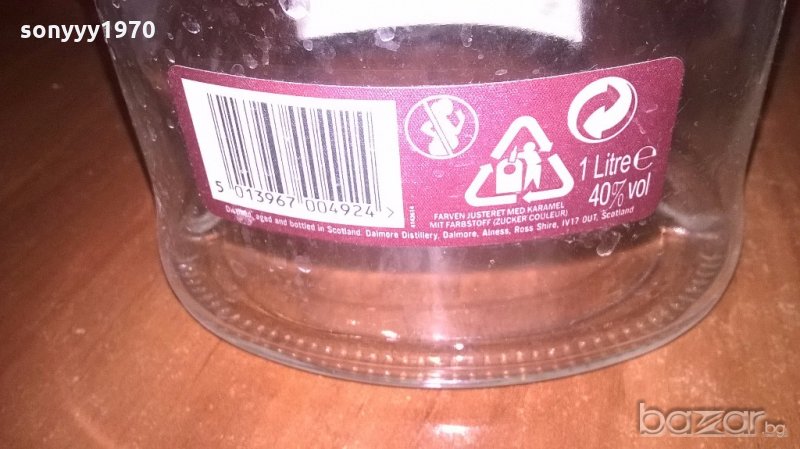 sonyyy1970
5 013967 004924 >
1 Litre e
40% vol
FARVEN JUSTERET MED KARAMEL
MIT FARBSTOFF (ZUCKER COULEUR)
Distilled, aged and bottled in Scotland. Dalmore Distillery, Dalmore, Alness, Ross Shire, IV17 0UT, Scotland
bazar.bg